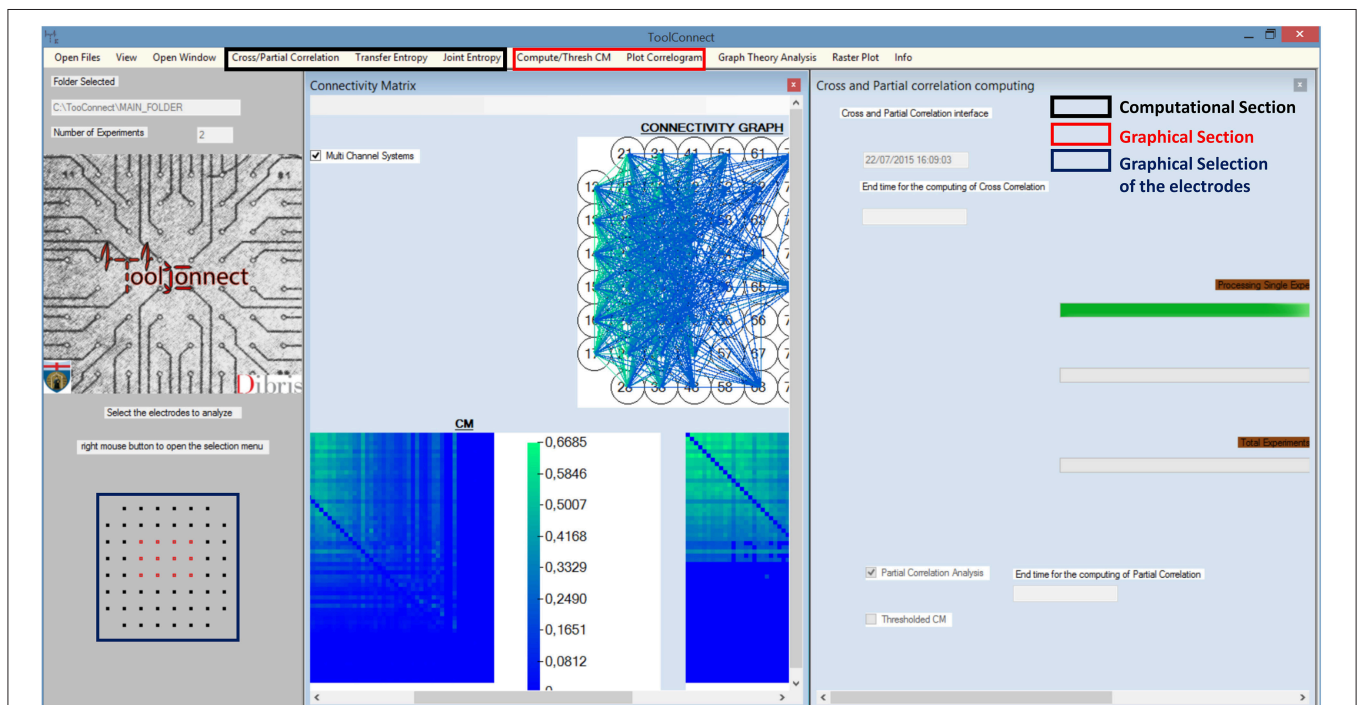 ToolConnect
Open Files View Open Window Cross/Partial Correlation Transfer Entropy Joint Entropy Compute/Thresh CM Plot Correlogram Graph Theory Analysis Raster Plot Info
Folder Selected
C:\TooConnect\MAIN_FOLDER
Number of Experiments 2
ToolConnect
Dibris
Select the electrodes to analyze
right mouse button to open the selection menu
Connectivity Matrix
Multi Channel Systems
CONNECTIVITY GRAPH
21 31 41 51 61
65
66
57 67
28 38 48 58 68
CM
0,6685
0,5846
0,5007
0,4168
0,3329
0,2490
0,1651
0,0812
Cross and Partial correlation computing
Cross and Partial Correlation interface
22/07/2015 16:09:03
End time for the computing of Cross Correlation
Computational Section
Graphical Section
Graphical Selection
of the electrodes
Processing Single Expe
Total Experiments
Partial Correlation Analysis
End time for the computing of Partial Correlation
Thresholded CM